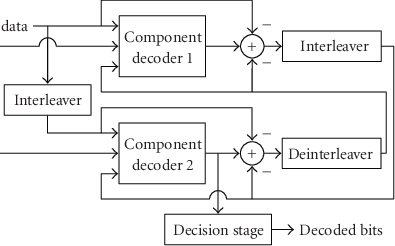 data
Component
decoder 1
+
−
−
Interleaver
Interleaver
Component
decoder 2
+
−
−
Deinterleaver
Decision stage
Decoded bits